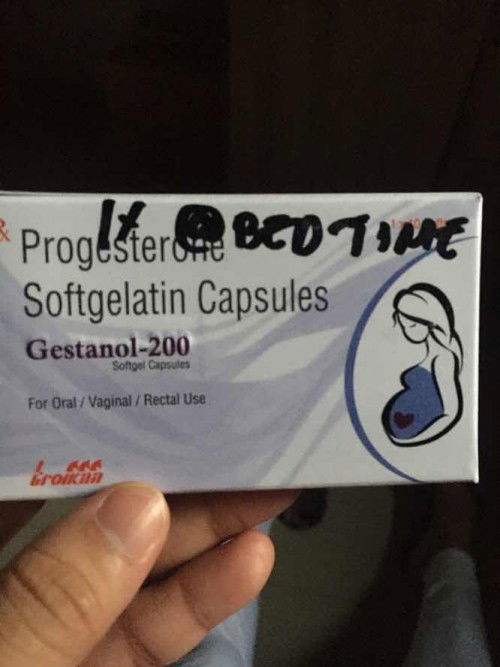 1x @ BEDTIME
Progesterone
Softgelatin Capsules
Gestanol-200
Softgel Capsules
For Oral / Vaginal / Rectal Use